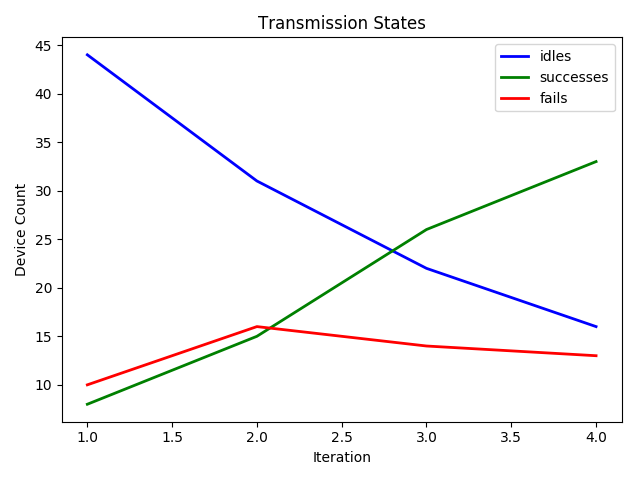 Transmission States
45
40
35
30
25
20
15
10
Device Count
idles
successes
fails
1.0 1.5 2.0 2.5 3.0 3.5 4.0
Iteration